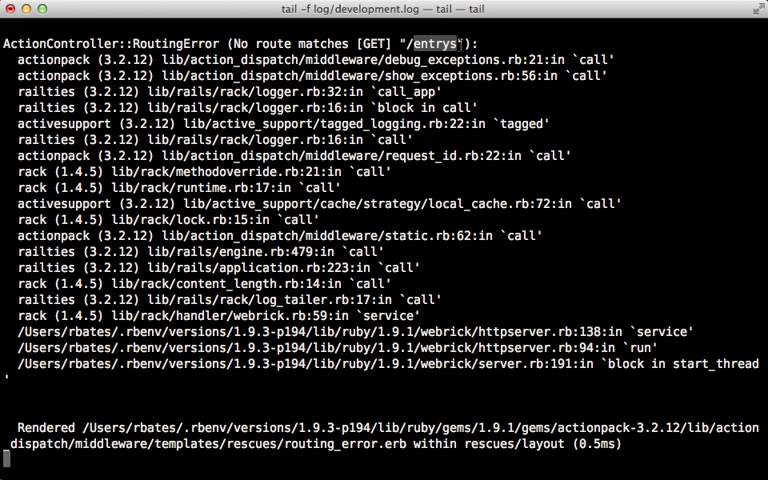 tail -f log/development.log — tail — tail
ActionController::RoutingError (No route matches [GET] "/entrys"):
actionpack (3.2.12) lib/action_dispatch/middleware/debug_exceptions.rb:21:in `call'
actionpack (3.2.12) lib/action_dispatch/middleware/show_exceptions.rb:56:in `call'
railties (3.2.12) lib/rails/rack/logger.rb:32:in `call_app'
railties (3.2.12) lib/rails/rack/logger.rb:16:in `block in call'
activesupport (3.2.12) lib/active_support/tagged_logging.rb:22:in `tagged'
railties (3.2.12) lib/rails/rack/logger.rb:16:in `call'
actionpack (3.2.12) lib/action_dispatch/middleware/request_id.rb:22:in `call'
rack (1.4.5) lib/rack/methodoverride.rb:21:in `call'
rack (1.4.5) lib/rack/runtime.rb:17:in `call'
activesupport (3.2.12) lib/active_support/cache/strategy/local_cache.rb:72:in `call'
rack (1.4.5) lib/rack/lock.rb:15:in `call'
actionpack (3.2.12) lib/action_dispatch/middleware/static.rb:62:in `call'
railties (3.2.12) lib/rails/engine.rb:479:in `call'
railties (3.2.12) lib/rails/application.rb:223:in `call'
rack (1.4.5) lib/rack/content_length.rb:14:in `call'
railties (3.2.12) lib/rails/rack/log_tailer.rb:17:in `call'
rack (1.4.5) lib/rack/handler/webrick.rb:59:in `service'
/Users/rbates/.rbenv/versions/1.9.3-p194/lib/ruby/1.9.1/webrick/httpserver.rb:138:in `service'
/Users/rbates/.rbenv/versions/1.9.3-p194/lib/ruby/1.9.1/webrick/httpserver.rb:94:in `run'
/Users/rbates/.rbenv/versions/1.9.3-p194/lib/ruby/1.9.1/webrick/server.rb:191:in `block in start_thread
'
Rendered /Users/rbates/.rbenv/versions/1.9.3-p194/lib/ruby/gems/1.9.1/gems/actionpack-3.2.12/lib/action
_dispatch/middleware/templates/rescues/routing_error.erb within rescues/layout (0.5ms)